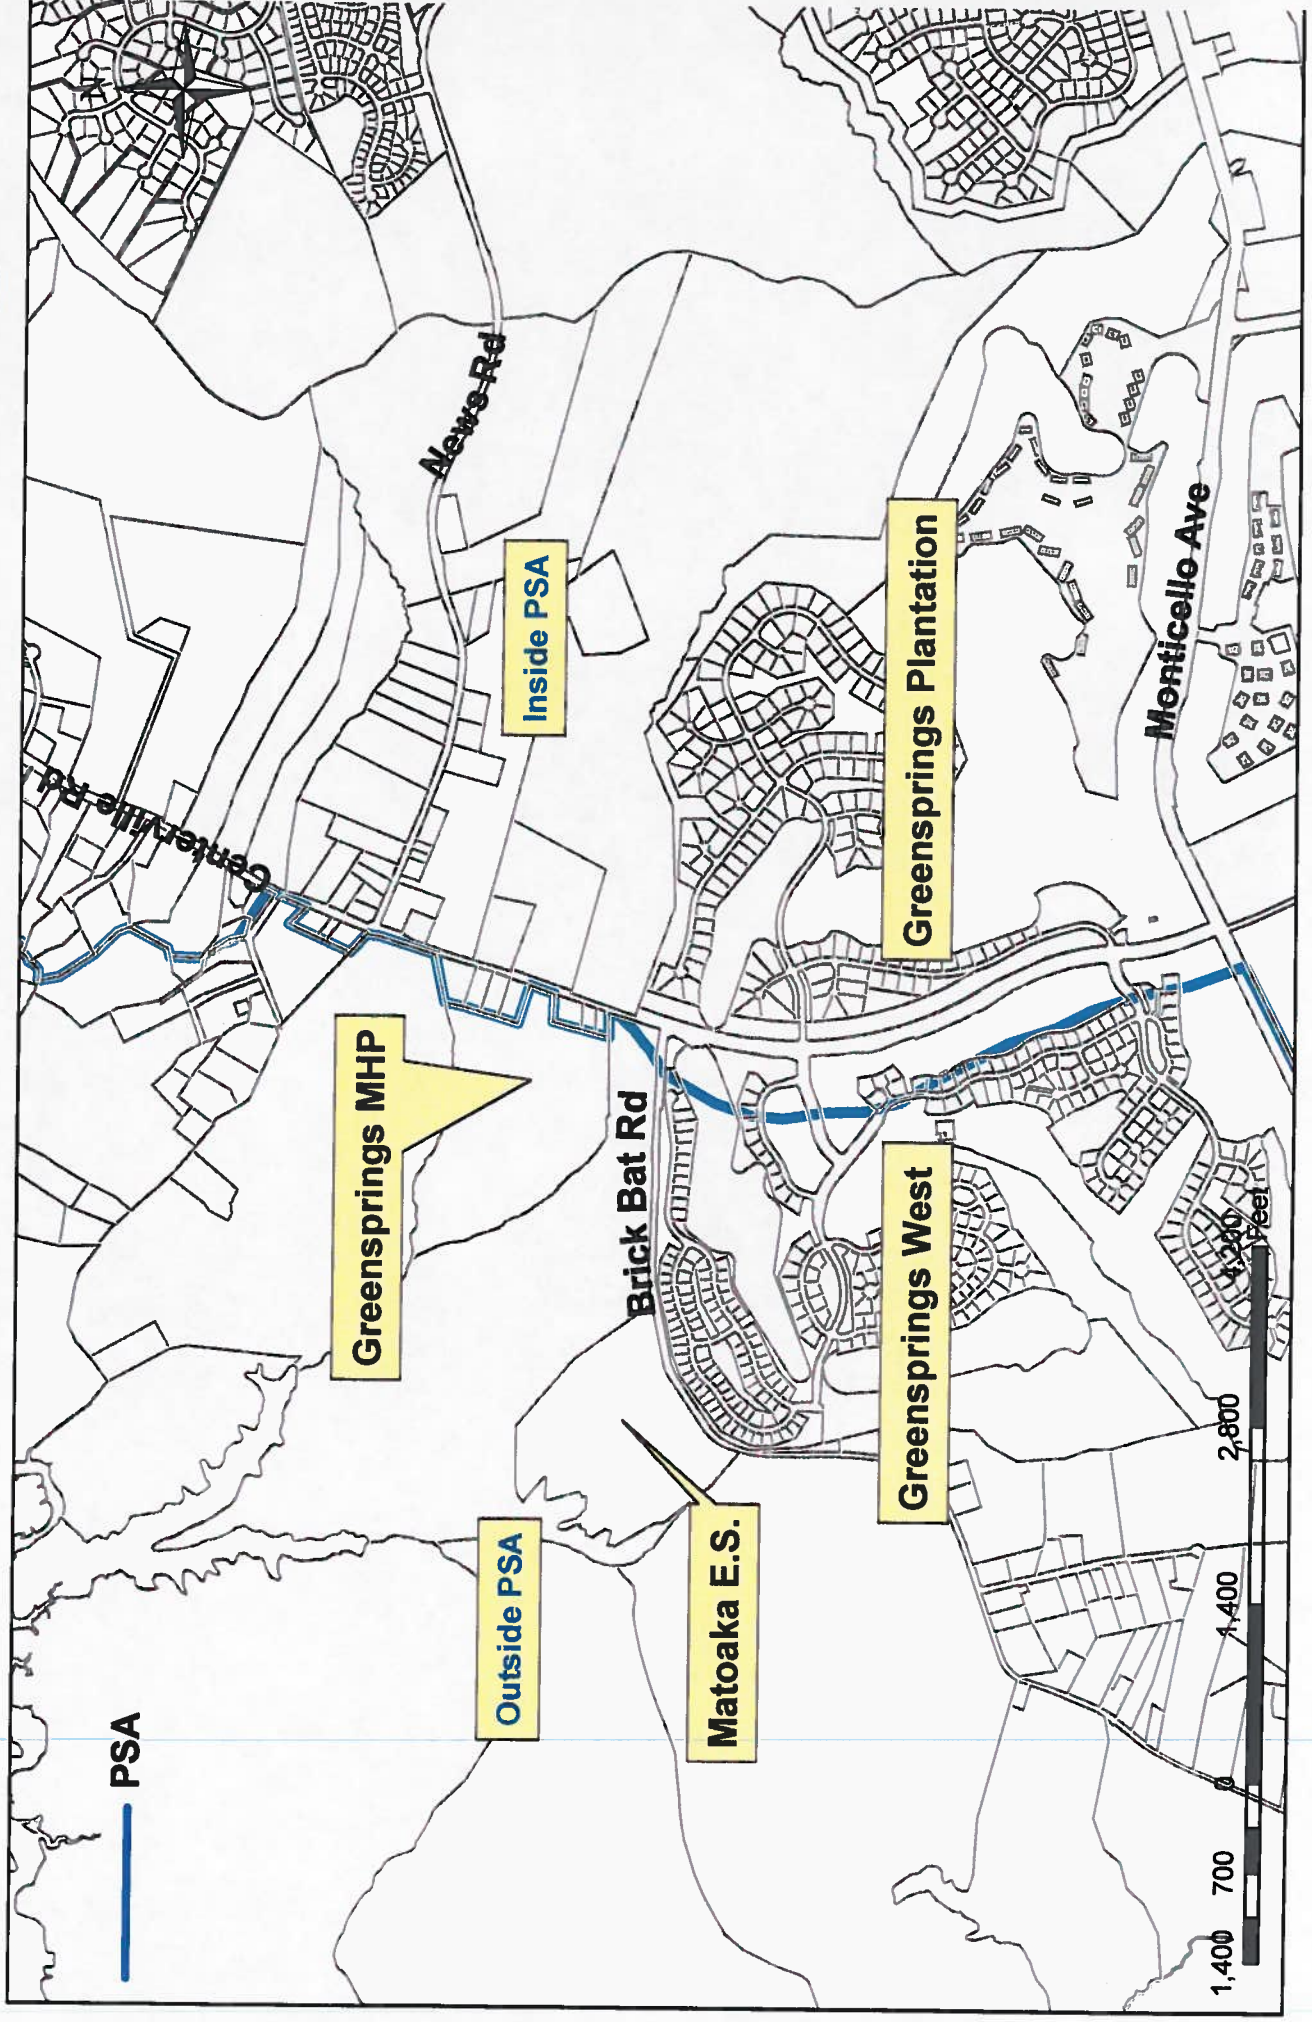 PSA
N
Centerville Rd
News Rd
Greensprings MHP
Inside PSA
Outside PSA
Brick Bat Rd
Matoaka E.S.
Greensprings West
Greensprings Plantation
Monticello Ave
1,400 700 0 1,400 2,800 4,200
Feet